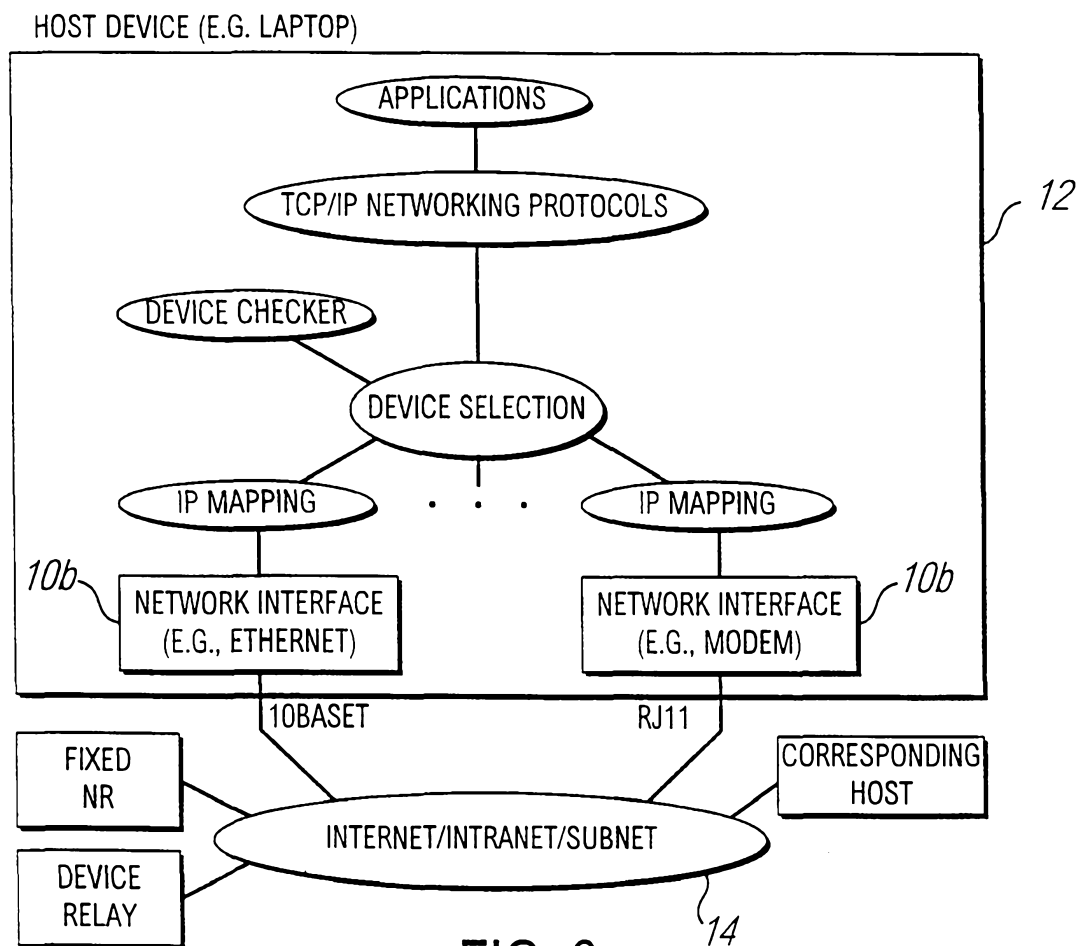 HOST DEVICE (E.G. LAPTOP)
APPLICATIONS
TCP/IP NETWORKING PROTOCOLS
12
DEVICE CHECKER
DEVICE SELECTION
IP MAPPING
. . .
IP MAPPING
10b
NETWORK INTERFACE
(E.G., ETHERNET)
NETWORK INTERFACE
(E.G., MODEM)
10b
10BASET
RJ11
FIXED
NR
CORRESPONDING
HOST
INTERNET/INTRANET/SUBNET
DEVICE
RELAY
14